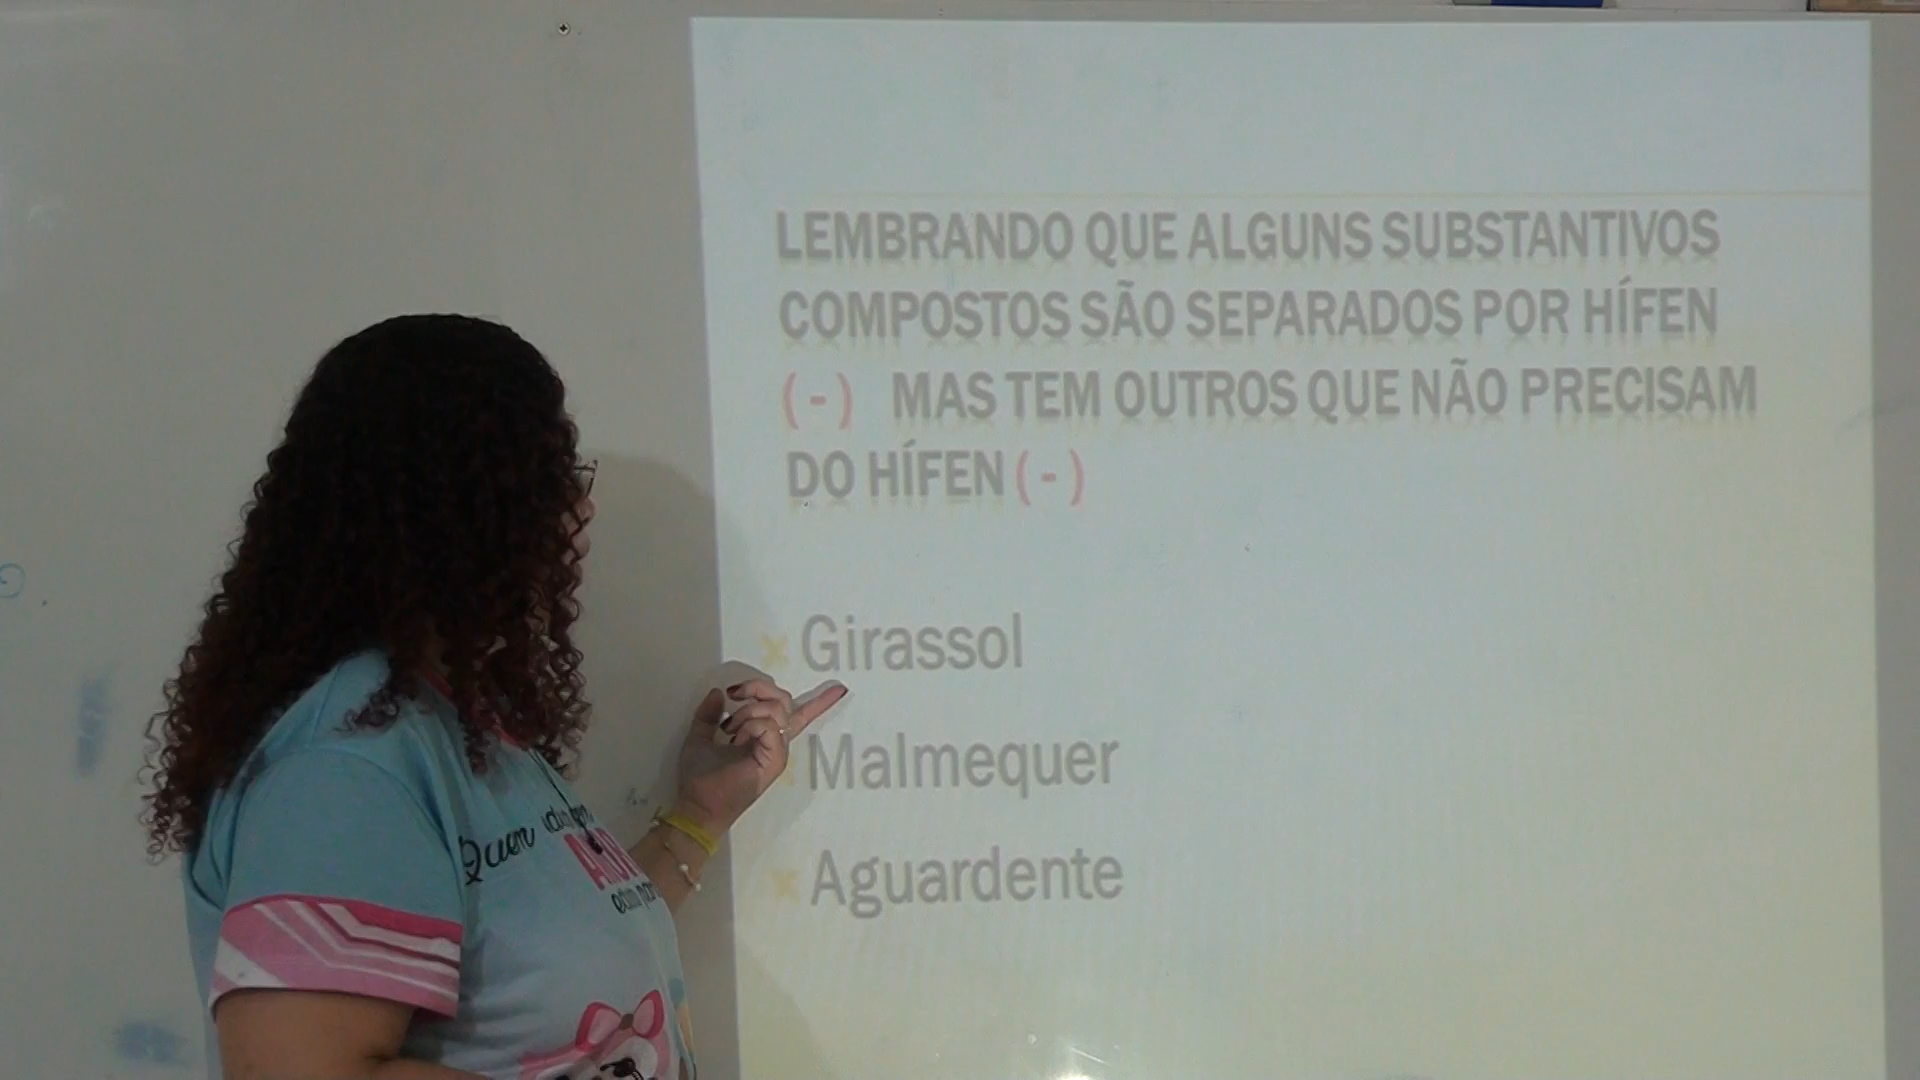 LEMBRANDO QUE ALGUNS SUBSTANTIVOS
COMPOSTOS SÃO SEPARADOS POR HÍFEN
(-) MAS TEM OUTROS QUE NÃO PRECISAM
DO HÍFEN (-)
Girassol
Malmequer
Aguardente
Quem